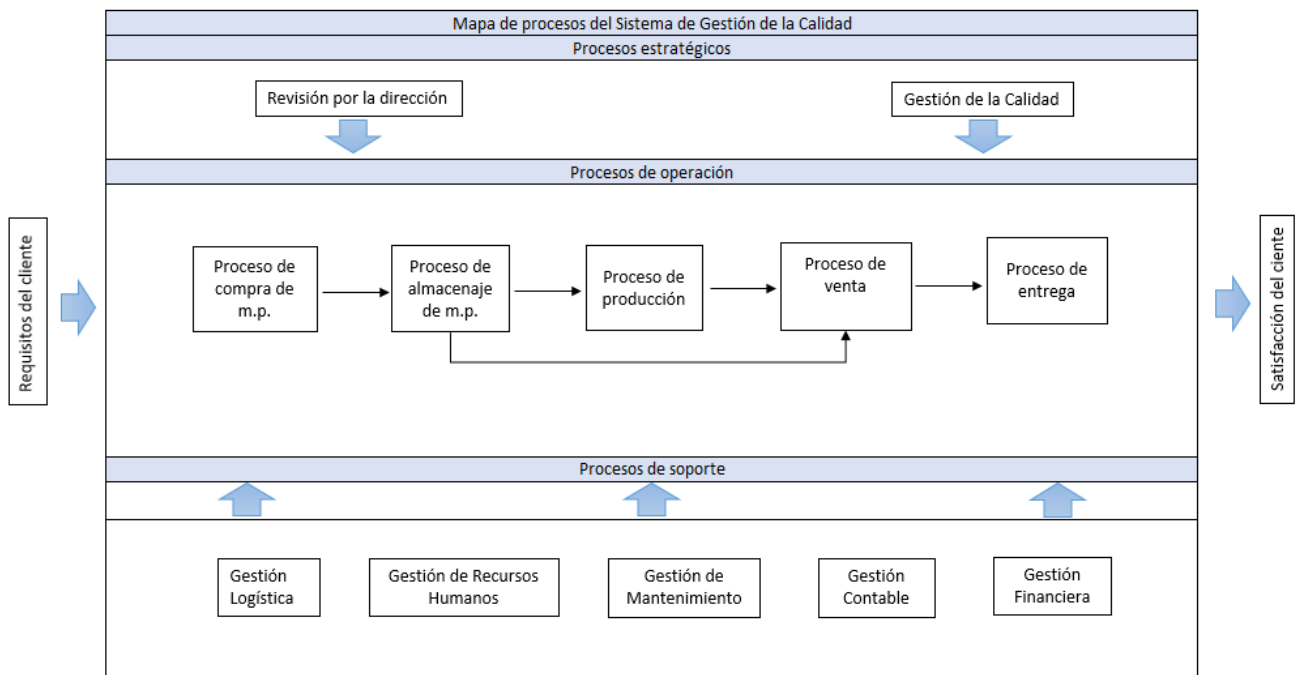 Mapa de procesos del Sistema de Gestión de la Calidad
Procesos estratégicos
Revisión por la dirección
Gestión de la Calidad
Procesos de operación
Requisitos del cliente
Proceso de
compra de
m.p.
Proceso de
almacenaje
de m.p.
Proceso de
producción
Proceso de
venta
Proceso de
entrega
Satisfacción del ciente
Procesos de soporte
Gestión
Logística
Gestión de Recursos
Humanos
Gestión de
Mantenimiento
Gestión
Contable
Gestión
Financiera